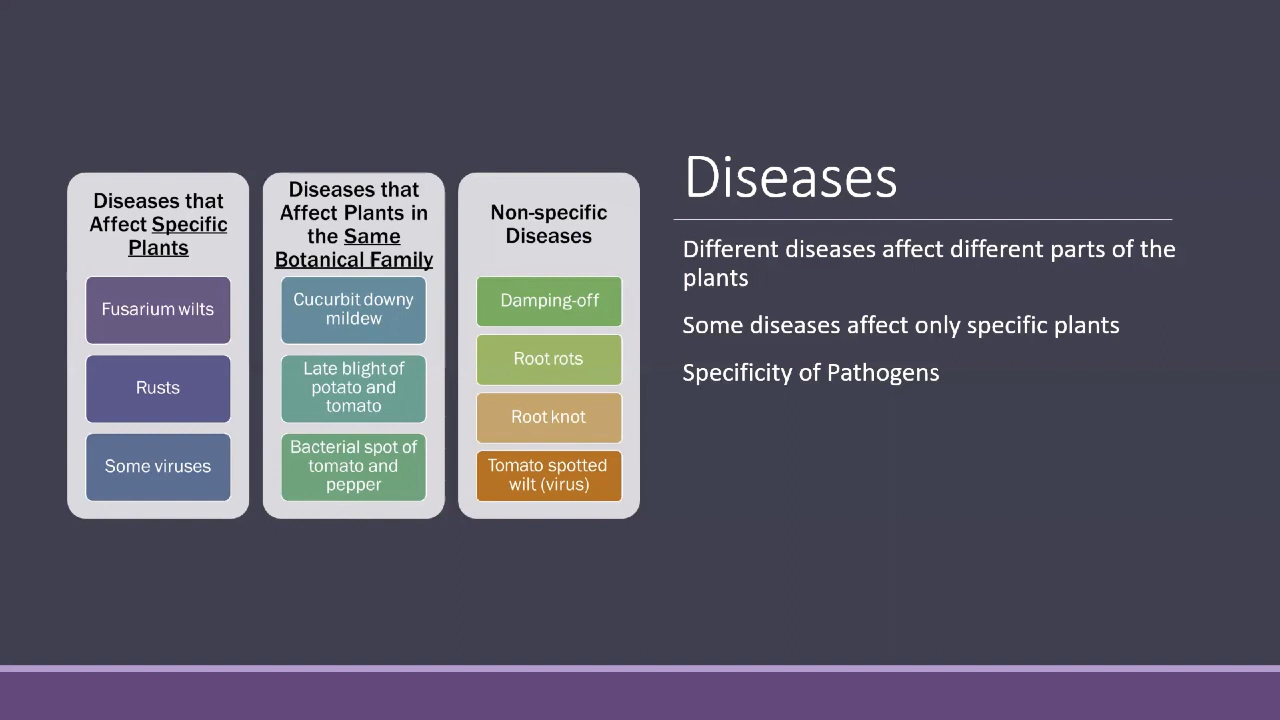 Diseases that
Affect Specific
Plants
Fusarium wilts
Rusts
Some viruses
Diseases that
Affect Plants in
the Same
Botanical Family
Cucurbit downy
mildew
Late blight of
potato and
tomato
Bacterial spot of
tomato and
pepper
Non-specific
Diseases
Damping-off
Root rots
Root knot
Tomato spotted
wilt (virus)
Diseases
Different diseases affect different parts of the
plants
Some diseases affect only specific plants
Specificity of Pathogens